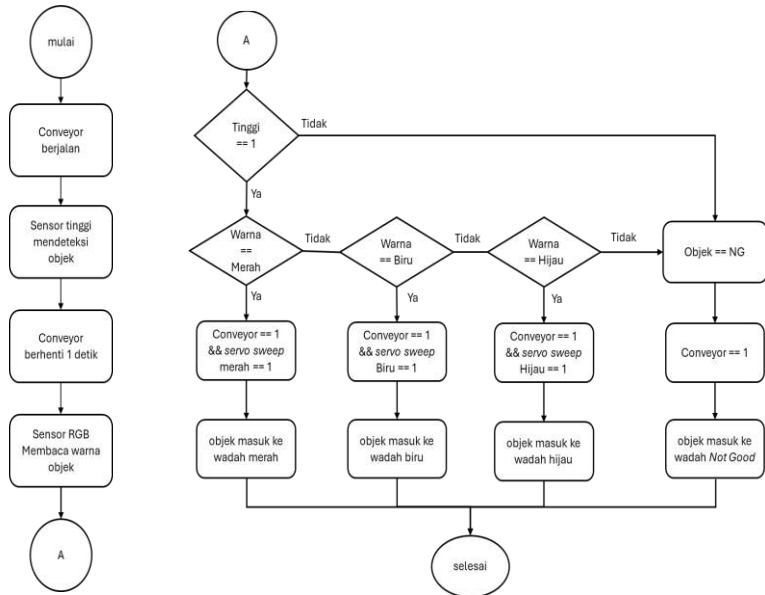 mulai
Conveyor
berjalan
Sensor tinggi
mendeteksi
objek
Conveyor
berhenti 1 detik
Sensor RGB
Membaca warna
objek
A
A
Tinggi
== 1
Tidak
Ya
Warna
==
Merah
Tidak
Warna
== Biru
Tidak
Warna
== Hijau
Tidak
Objek == NG
Ya
Ya
Ya
Conveyor == 1
&& servo sweep
merah == 1
Conveyor == 1
&& servo sweep
Biru == 1
Conveyor == 1
&& servo sweep
Hijau == 1
Conveyor == 1
objek masuk ke
wadah merah
objek masuk ke
wadah biru
objek masuk ke
wadah hijau
objek masuk ke
wadah Not Good
selesai